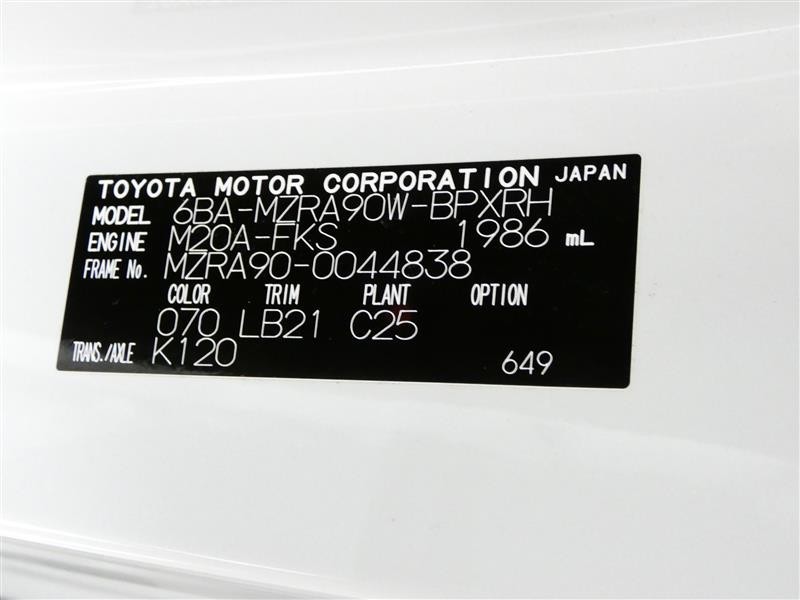 TOYOTA MOTOR CORPORATION JAPAN
MODEL 6BA-MZRA90W-BPXRH
ENGINE M20A-FKS 1986 mL
FRAME No. MZRA90-0044838
COLOR TRIM PLANT OPTION
070 LB21 C25
TRANS./AXLE K120 649